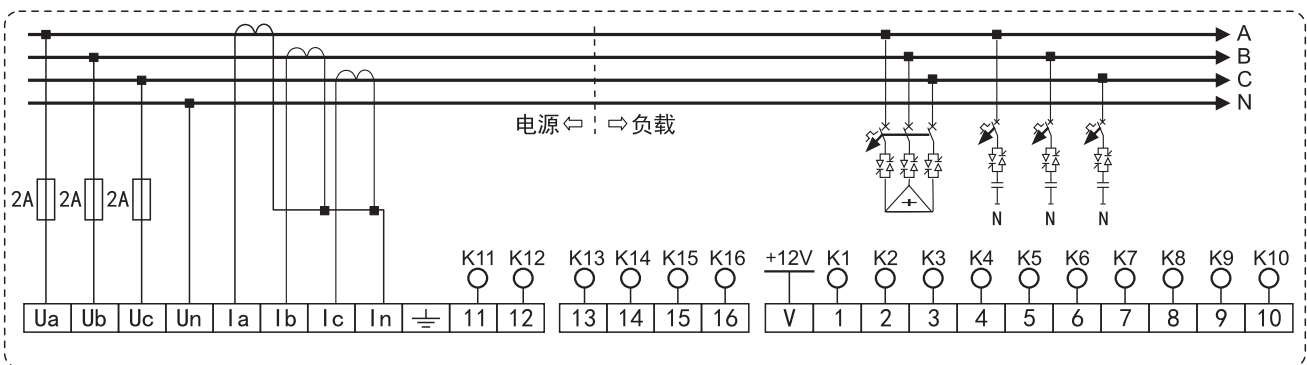 A
B
C
N
电源⇦ ⇨负载
2A 2A 2A
N N N
K11 K12 K13 K14 K15 K16 +12V K1 K2 K3 K4 K5 K6 K7 K8 K9 K10
Ua Ub Uc Un Ia Ib Ic In 11 12 13 14 15 16 V 1 2 3 4 5 6 7 8 9 10